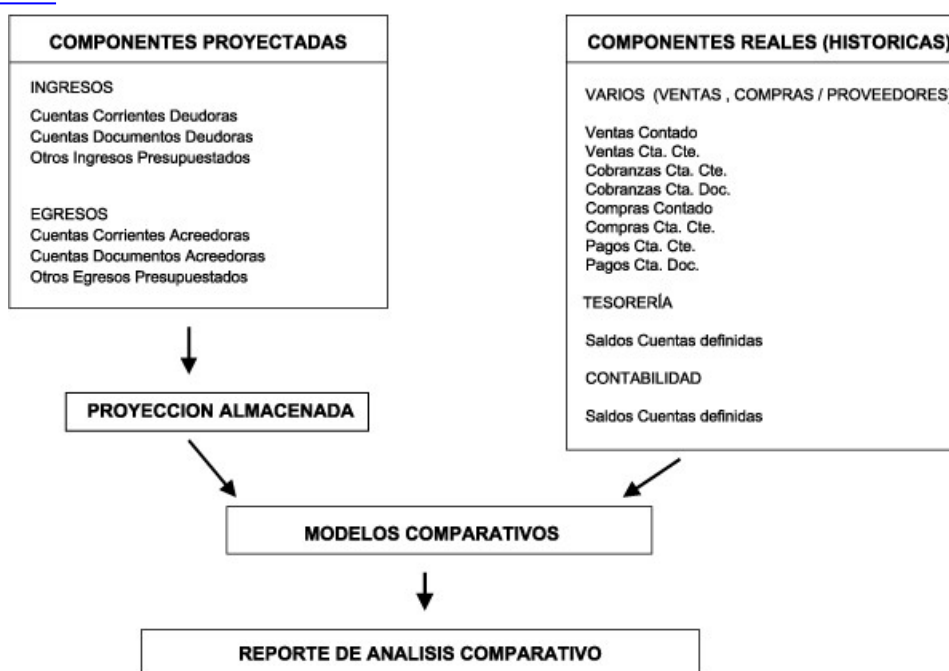 COMPONENTES PROYECTADAS
INGRESOS
Cuentas Corrientes Deudoras
Cuentas Documentos Deudoras
Otros Ingresos Presupuestados
EGRESOS
Cuentas Corrientes Acreedoras
Cuentas Documentos Acreedoras
Otros Egresos Presupuestados
PROYECCION ALMACENADA
COMPONENTES REALES (HISTORICAS)
VARIOS (VENTAS , COMPRAS / PROVEEDORES)
Ventas Contado
Ventas Cta. Cte.
Cobranzas Cta. Cte.
Cobranzas Cta. Doc.
Compras Contado
Compras Cta. Cte.
Pagos Cta. Cte.
Pagos Cta. Doc.
TESORERÍA
Saldos Cuentas definidas
CONTABILIDAD
Saldos Cuentas definidas
MODELOS COMPARATIVOS
REPORTE DE ANALISIS COMPARATIVO